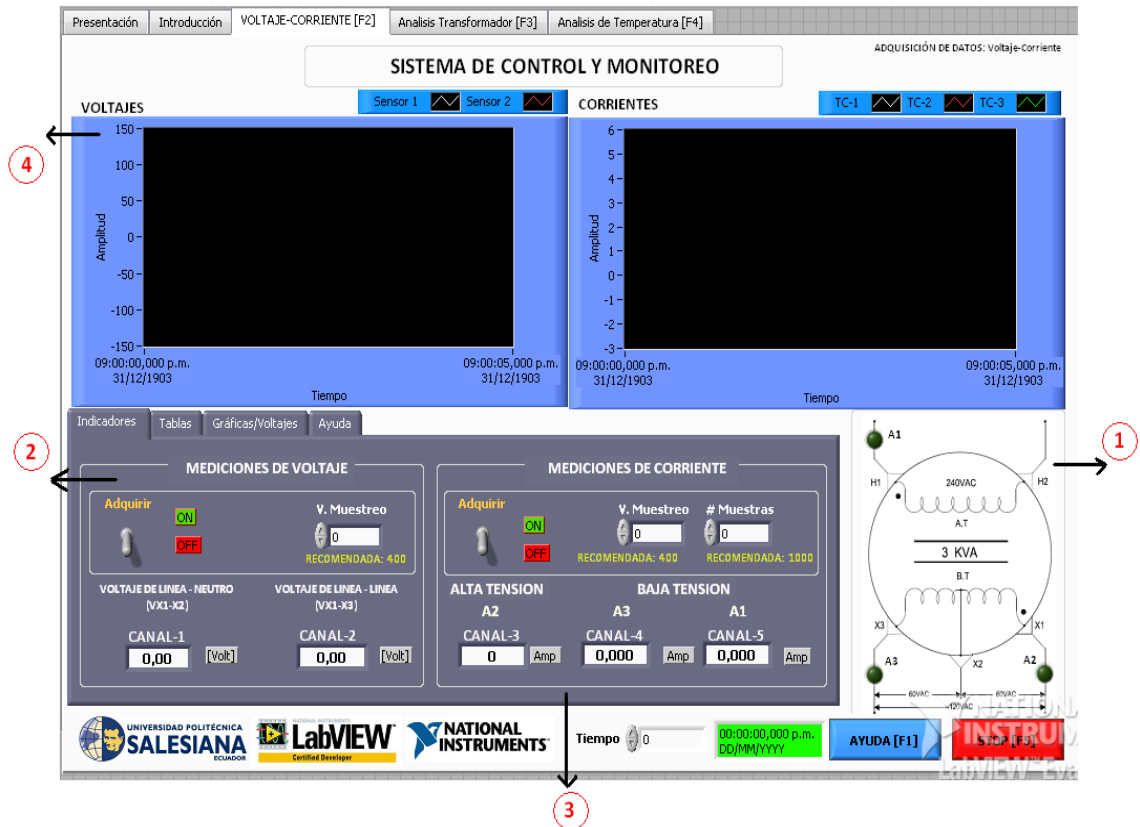 Presentación Introducción VOLTAJE-CORRIENTE [F2] Analisis Transformador [F3] Analisis de Temperatura [F4]
ADQUISICIÓN DE DATOS: Voltaje-Corriente
SISTEMA DE CONTROL Y MONITOREO
VOLTAJES
Sensor 1 Sensor 2
CORRIENTES
TC-1 TC-2 TC-3
150
100
50
0
-50
-100
-150
Amplitud
09:00:00,000 p.m.
31/12/1903
09:00:05,000 p.m.
31/12/1903
Tiempo
6
5
4
3
2
1
0
-1
-2
-3
Amplitud
09:00:00,000 p.m.
31/12/1903
09:00:05,000 p.m.
31/12/1903
Tiempo
4
2
1
3
Indicadores Tablas Gráficas/Voltajes Ayuda
MEDICIONES DE VOLTAJE
Adquirir
ON
OFF
V. Muestreo
0
RECOMENDADA: 400
VOLTAJE DE LINEA - NEUTRO
(VX1-X2)
VOLTAJE DE LINEA - LINEA
(VX1-X3)
CANAL-1
0,00 [Volt]
CANAL-2
0,00 [Volt]
MEDICIONES DE CORRIENTE
Adquirir
ON
OFF
V. Muestreo
0
RECOMENDADA: 400
# Muestras
0
RECOMENDADA: 1000
ALTA TENSION
BAJA TENSION
A2 A3 A1
CANAL-3 CANAL-4 CANAL-5
0 Amp 0,000 Amp 0,000 Amp
A1
H1 240VAC H2
A.T
3 KVA
B.T
X3 X1
A3 X2 A2
60VAC 60VAC
~120VAC
UNIVERSIDAD POLITÉCNICA
SALESIANA
ECUADOR
NATIONAL INSTRUMENTS
LabVIEW
Certified Developer
NATIONAL
INSTRUMENTS
Tiempo 0
00:00:00,000 p.m.
DD/MM/YYYY
AYUDA [F1]
STOP [F5]
NATION
INSTRUM
LabVIEW Eva